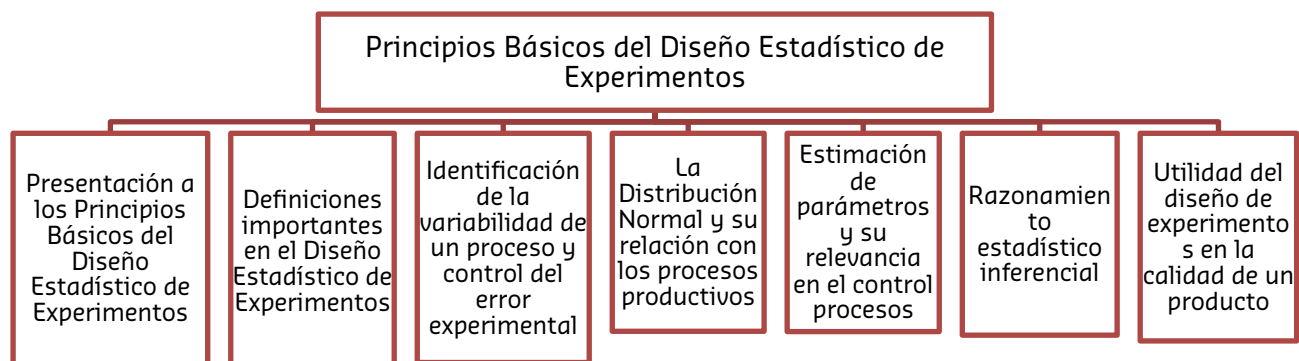 Principios Básicos del Diseño Estadístico de
Experimentos
Presentación a
los Principios
Básicos del
Diseño
Estadístico de
Experimentos
Definiciones
importantes
en el Diseño
Estadístico de
Experimentos
Identificación
de la
variabilidad de
un proceso y
control del
error
experimental
La
Distribución
Normal y su
relación con
los procesos
productivos
Estimación
de
parámetros
y su
relevancia
en el control
procesos
Razonamien
to
estadístico
inferencial
Utilidad del
diseño de
experimento
s en la
calidad de un
producto